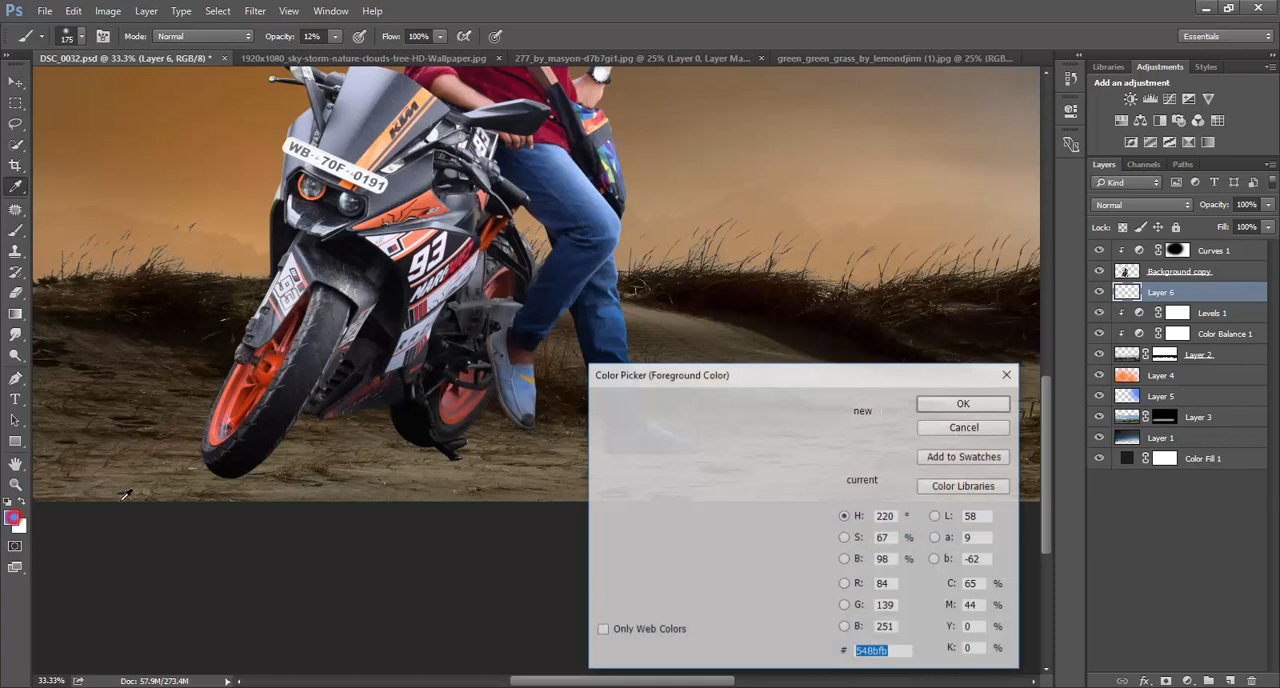 Ps File Edit Image Layer Type Select Filter View Window Help
175 Mode: Normal Opacity: 12% Flow: 100% Essentials
DSC_0032.psd @ 33.3% (Layer 6, RGB/8) * × 1920x1080_sky-storm-nature-clouds-tree-HD-Wallpaper.jpg × 277_by_masyon-d7b7gi1.jpg @ 25% (Layer 0, Layer Ma... × green_green_grass_by_lemondjinn (1).jpg @ 25% (RGB...
Libraries Adjustments Styles
Add an adjustment
Layers Channels Paths
Kind
Normal Opacity: 100%
Lock: Fill: 100%
Curves 1
Background copy
Layer 6
Levels 1
Color Balance 1
Layer 2
Layer 4
Layer 5
Layer 3
Layer 1
Color Fill 1
KTM
93
WB 70F 0191
93
Color Picker (Foreground Color)
new
OK
Cancel
Add to Swatches
current
Color Libraries
H: 220 ° L: 58
S: 67 % a: 9
B: 98 % b: -62
R: 84 C: 65 %
G: 139 M: 44 %
B: 251 Y: 0 %
# 548bfb K: 0 %
Only Web Colors
33.33% Doc: 57.9M/273.4M